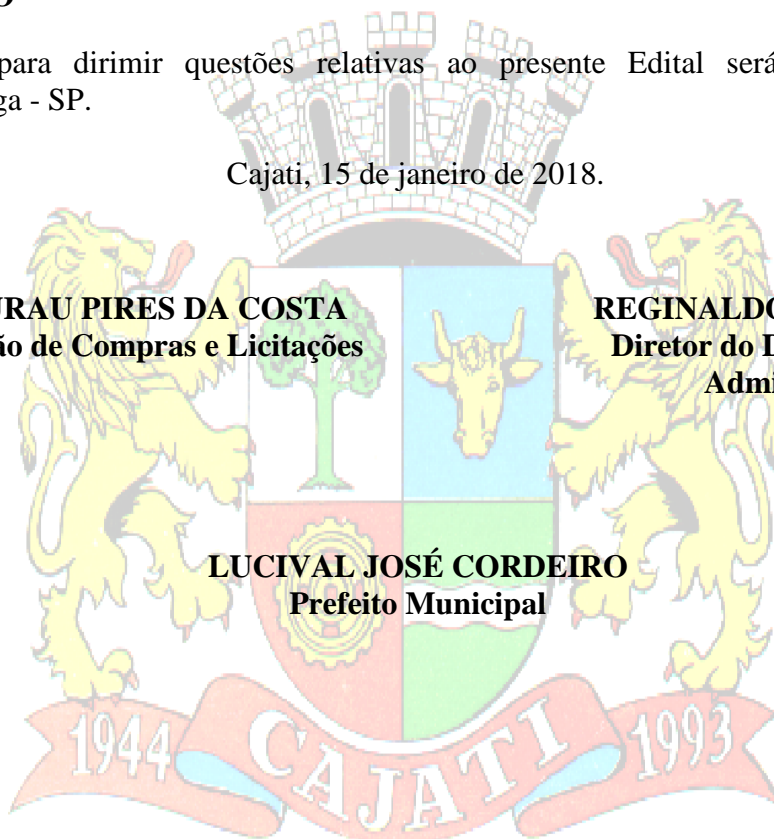 para dirimir questões relativas ao presente Edital será
ga - SP.
Cajati, 15 de janeiro de 2018.
URAU PIRES DA COSTA
ão de Compras e Licitações
REGINALDO
Diretor do D
Admi
LUCIVAL JOSÉ CORDEIRO
Prefeito Municipal
1944 CAJATI 1993